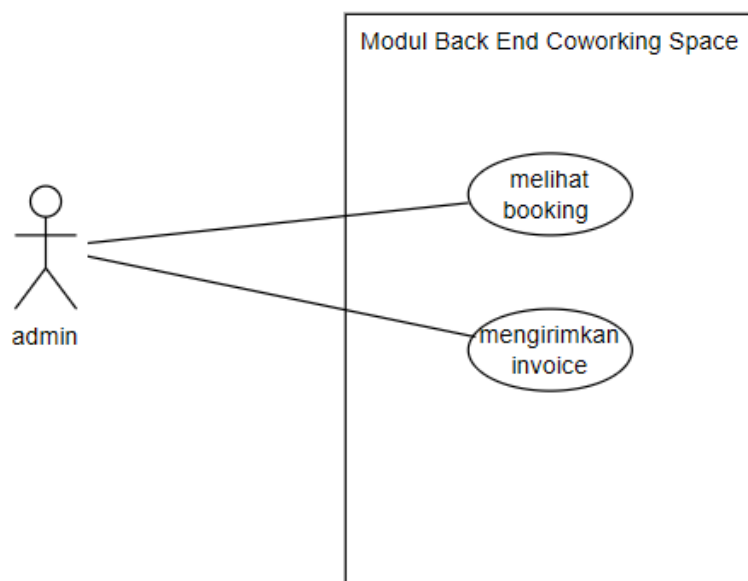 Modul Back End Coworking Space
melihat
booking
admin
mengirimkan
invoice